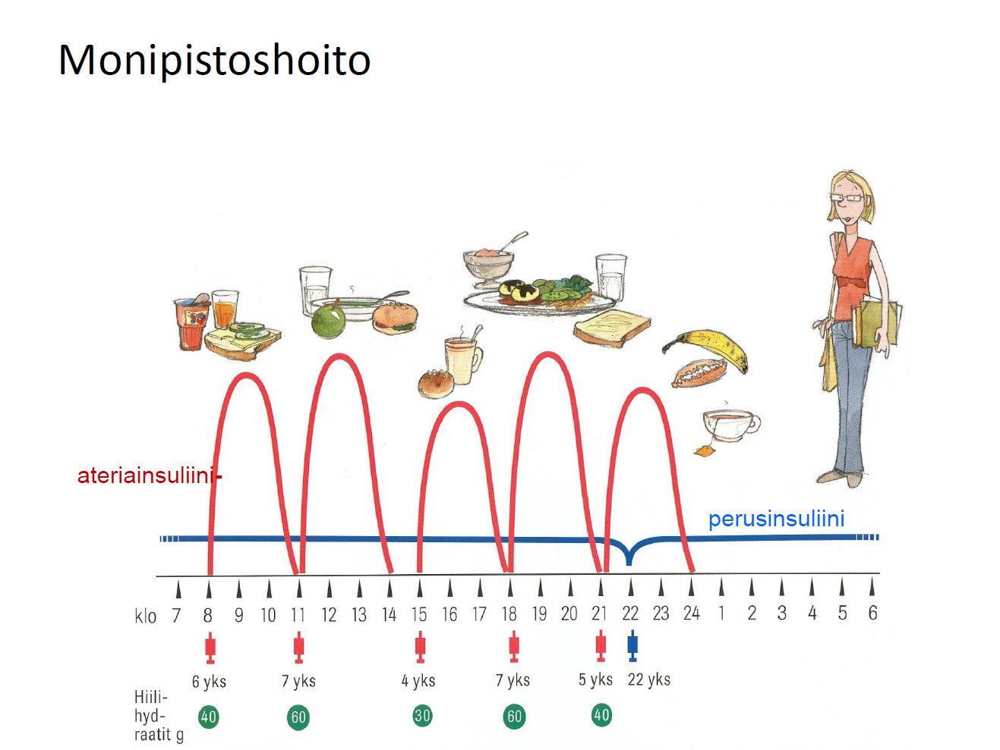 Monipistoshoito
ateriainsuliini-
perusinsuliini
klo 7 8 9 10 11 12 13 14 15 16 17 18 19 20 21 22 23 24 1 2 3 4 5 6
6 yks 7 yks 4 yks 7 yks 5 yks 22 yks
Hiili-
hyd-
raatit g
40 60 30 60 40